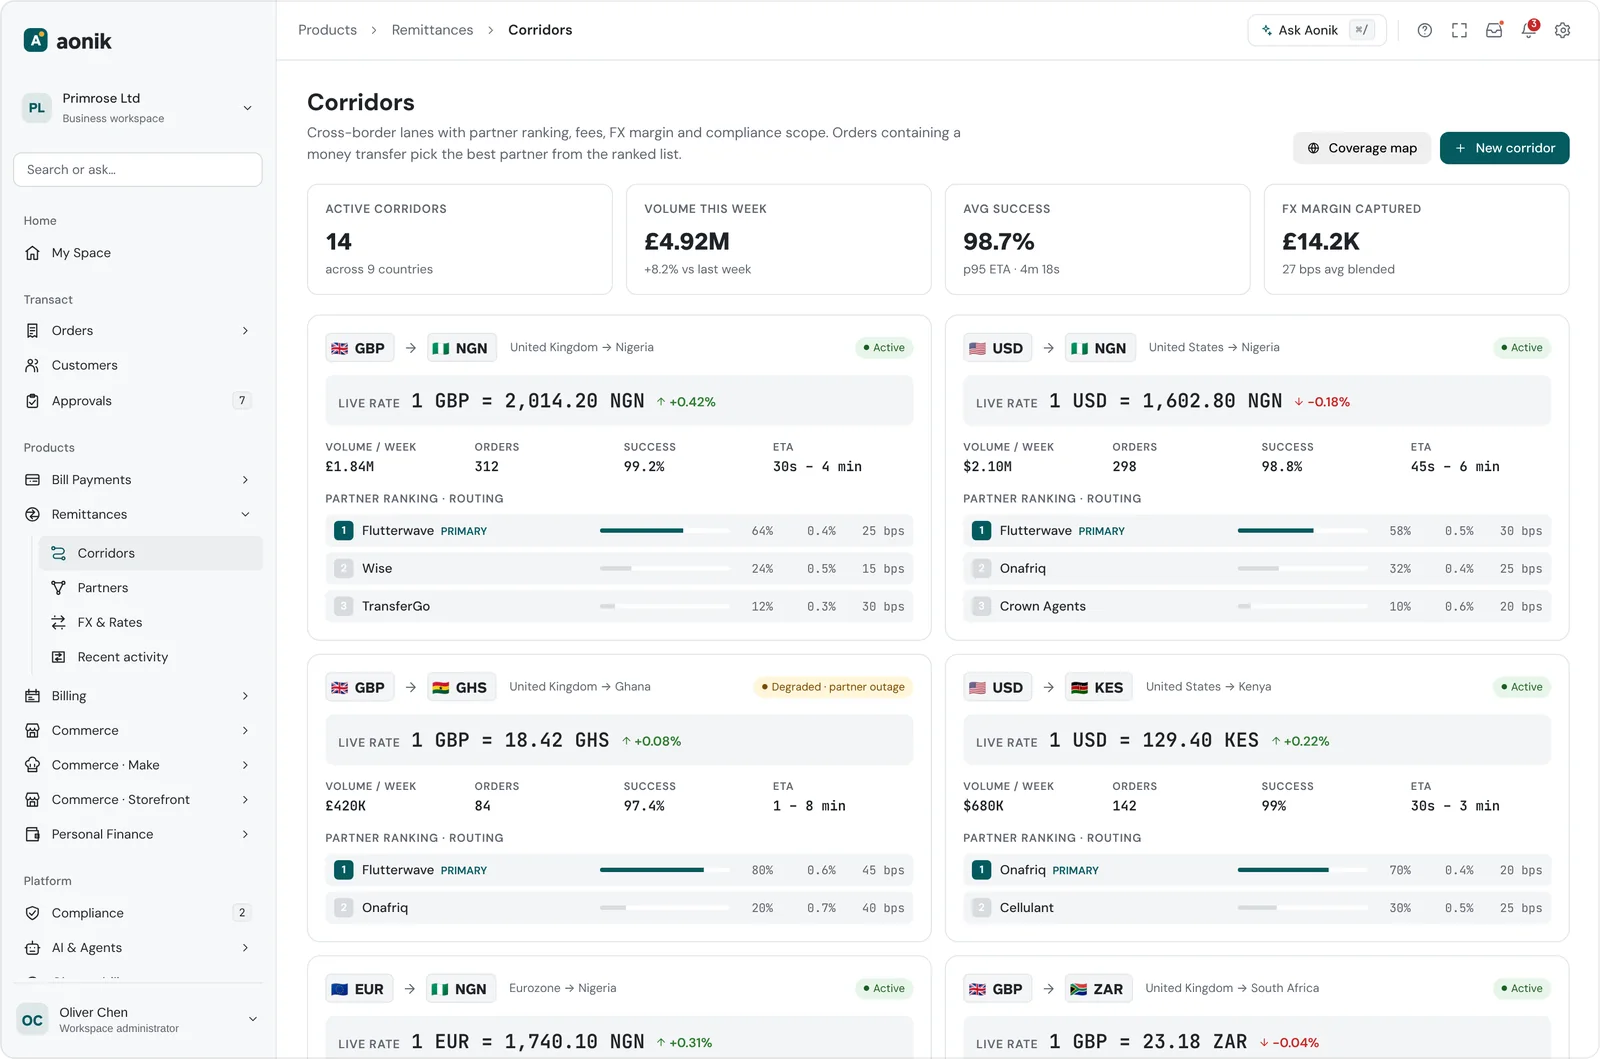 A aonik
PL Primrose Ltd
Business workspace
Search or ask...
Home
My Space
Transact
Orders
Customers
Approvals 7
Products
Bill Payments
Remittances
Corridors
Partners
FX & Rates
Recent activity
Billing
Commerce
Commerce · Make
Commerce · Storefront
Personal Finance
Platform
Compliance 2
AI & Agents
OC Oliver Chen
Workspace administrator
Products > Remittances > Corridors
Ask Aonik ⌘/ 3
Corridors
Cross-border lanes with partner ranking, fees, FX margin and compliance scope. Orders containing a
money transfer pick the best partner from the ranked list.
Coverage map
+ New corridor
ACTIVE CORRIDORS
14
across 9 countries
VOLUME THIS WEEK
£4.92M
+8.2% vs last week
AVG SUCCESS
98.7%
p95 ETA · 4m 18s
FX MARGIN CAPTURED
£14.2K
27 bps avg blended
GBP → NGN United Kingdom → Nigeria Active
LIVE RATE 1 GBP = 2,014.20 NGN ↑ +0.42%
VOLUME / WEEK ORDERS SUCCESS ETA
£1.84M 312 99.2% 30s – 4 min
PARTNER RANKING · ROUTING
1 Flutterwave PRIMARY 64% 0.4% 25 bps
2 Wise 24% 0.5% 15 bps
3 TransferGo 12% 0.3% 30 bps
USD → NGN United States → Nigeria Active
LIVE RATE 1 USD = 1,602.80 NGN ↓ −0.18%
VOLUME / WEEK ORDERS SUCCESS ETA
$2.10M 298 98.8% 45s – 6 min
PARTNER RANKING · ROUTING
1 Flutterwave PRIMARY 58% 0.5% 30 bps
2 Onafriq 32% 0.4% 25 bps
3 Crown Agents 10% 0.6% 20 bps
GBP → GHS United Kingdom → Ghana Degraded · partner outage
LIVE RATE 1 GBP = 18.42 GHS ↑ +0.08%
VOLUME / WEEK ORDERS SUCCESS ETA
£420K 84 97.4% 1 – 8 min
PARTNER RANKING · ROUTING
1 Flutterwave PRIMARY 80% 0.6% 45 bps
2 Onafriq 20% 0.7% 40 bps
USD → KES United States → Kenya Active
LIVE RATE 1 USD = 129.40 KES ↑ +0.22%
VOLUME / WEEK ORDERS SUCCESS ETA
$680K 142 99% 30s – 3 min
PARTNER RANKING · ROUTING
1 Onafriq PRIMARY 70% 0.4% 20 bps
2 Cellulant 30% 0.5% 25 bps
EUR → NGN Eurozone → Nigeria Active
LIVE RATE 1 EUR = 1,740.10 NGN ↑ +0.31%
GBP → ZAR United Kingdom → South Africa Active
LIVE RATE 1 GBP = 23.18 ZAR ↓ −0.04%